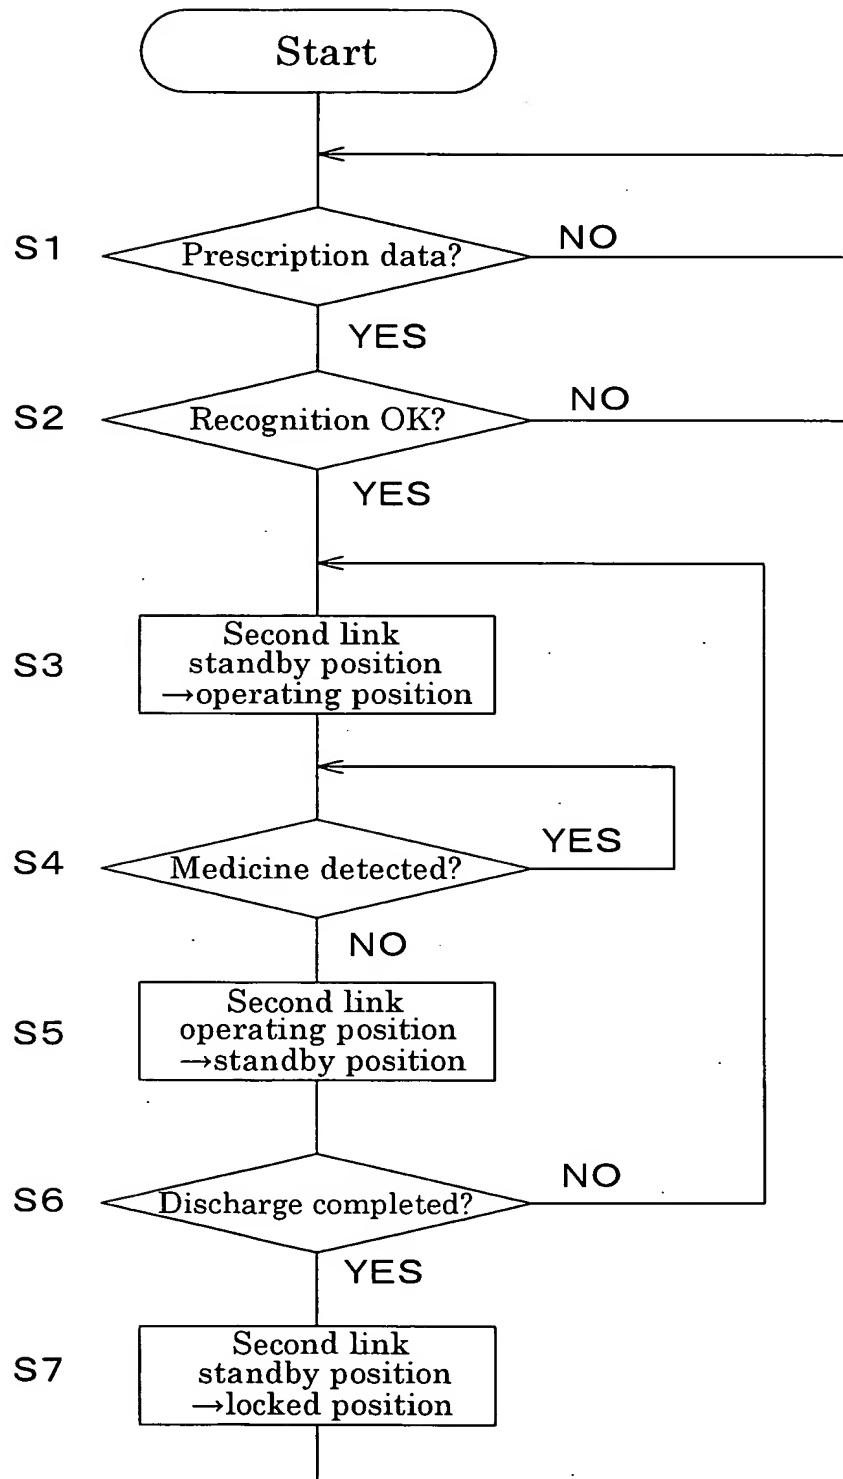 Start
S1
Prescription data?
NO
YES
S2
Recognition OK?
NO
YES
S3
Second link
standby position
→operating position
S4
Medicine detected?
YES
NO
S5
Second link
operating position
→standby position
S6
Discharge completed?
NO
YES
S7
Second link
standby position
→locked position